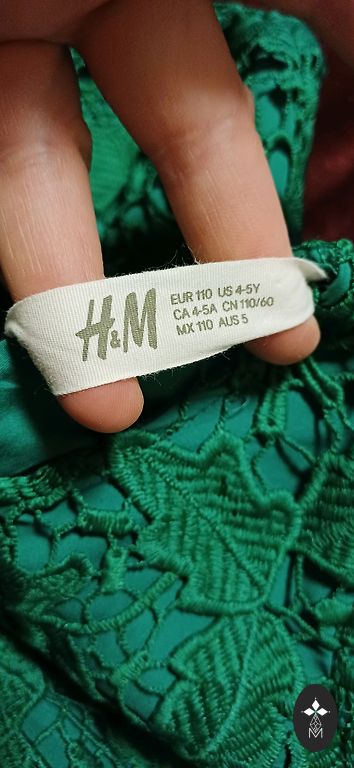 H&M
EUR 110 US 4-5Y
CA 4-5A CN 110/60
MX 110 AUS 5
M